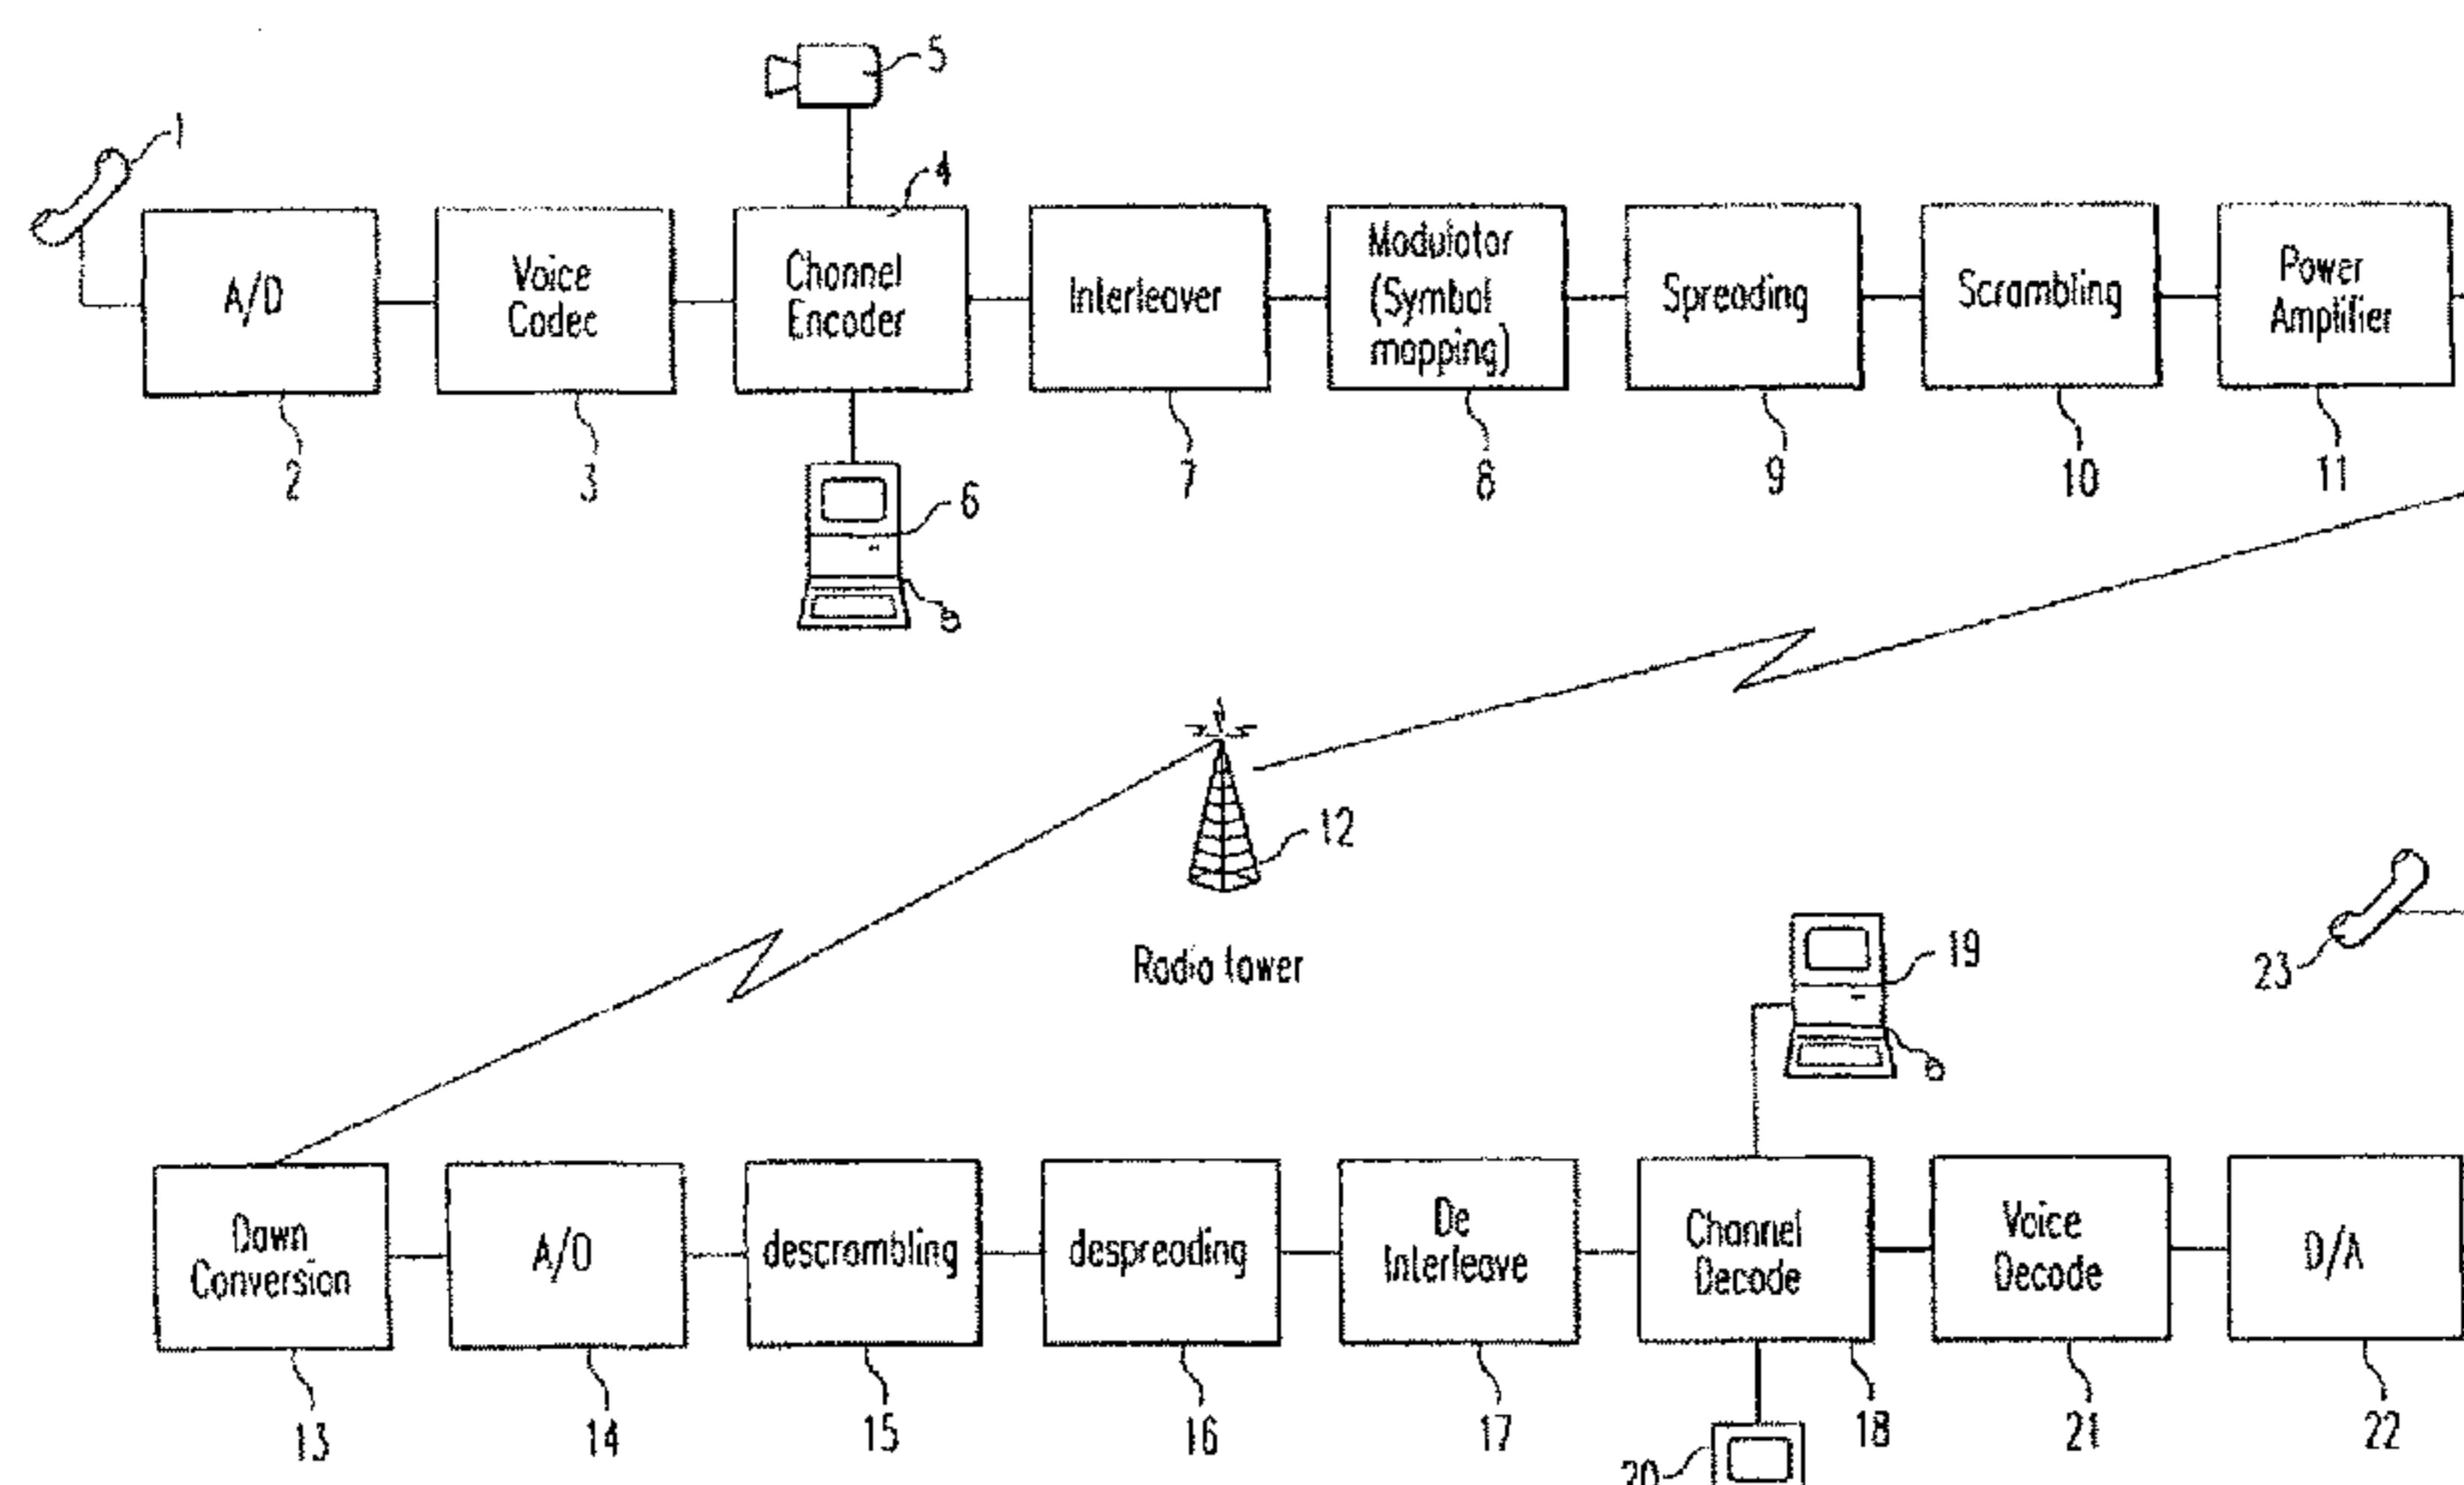 5
1
4
A/D
Voice
Codec
Channel
Encoder
Interleaver
Modulator
(Symbol
mapping)
Spreading
Scrambling
Power
Amplifier
2
3
7
8
9
10
11
6
12
Radio tower
19
23
Down
Conversion
A/D
descrambling
despreading
De
Interleave
Channel
Decode
Voice
Decode
D/A
13
14
15
16
17
18
21
22
20